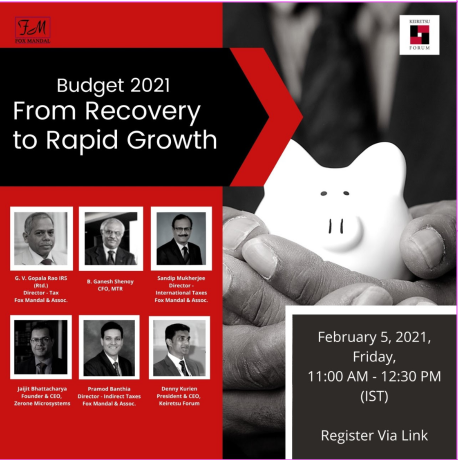 FM
FOX MANDAL
KEIRETSU
FORUM
Budget 2021
From Recovery
to Rapid Growth
G. V. Gopala Rao IRS
(Rtd.)
Director - Tax
Fox Mandal & Assoc.
B. Ganesh Shenoy
CFO, MTR
Sandip Mukherjee
Director -
International Taxes
Fox Mandal & Assoc.
Jaijit Bhattacharya
Founder & CEO,
Zerone Microsystems
Pramod Banthia
Director - Indirect Taxes
Fox Mandal & Assoc.
Denny Kurien
President & CEO,
Keiretsu Forum
February 5, 2021,
Friday,
11:00 AM - 12:30 PM
(IST)
Register Via Link